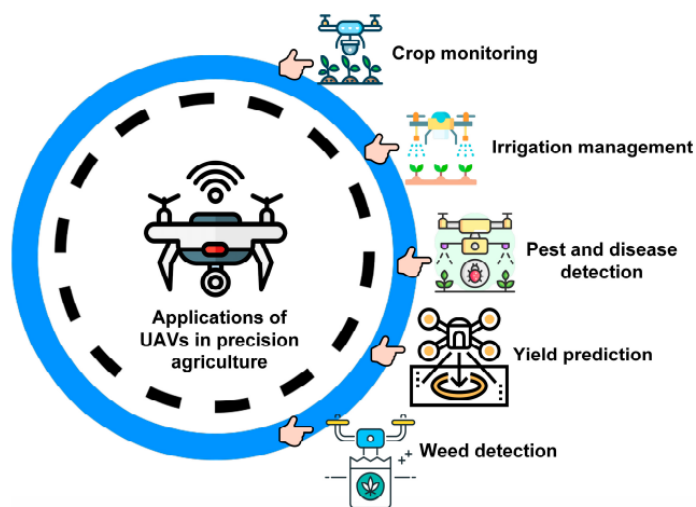 Crop monitoring
Irrigation management
Pest and disease
detection
Applications of
UAVs in precision
agriculture
Yield prediction
Weed detection